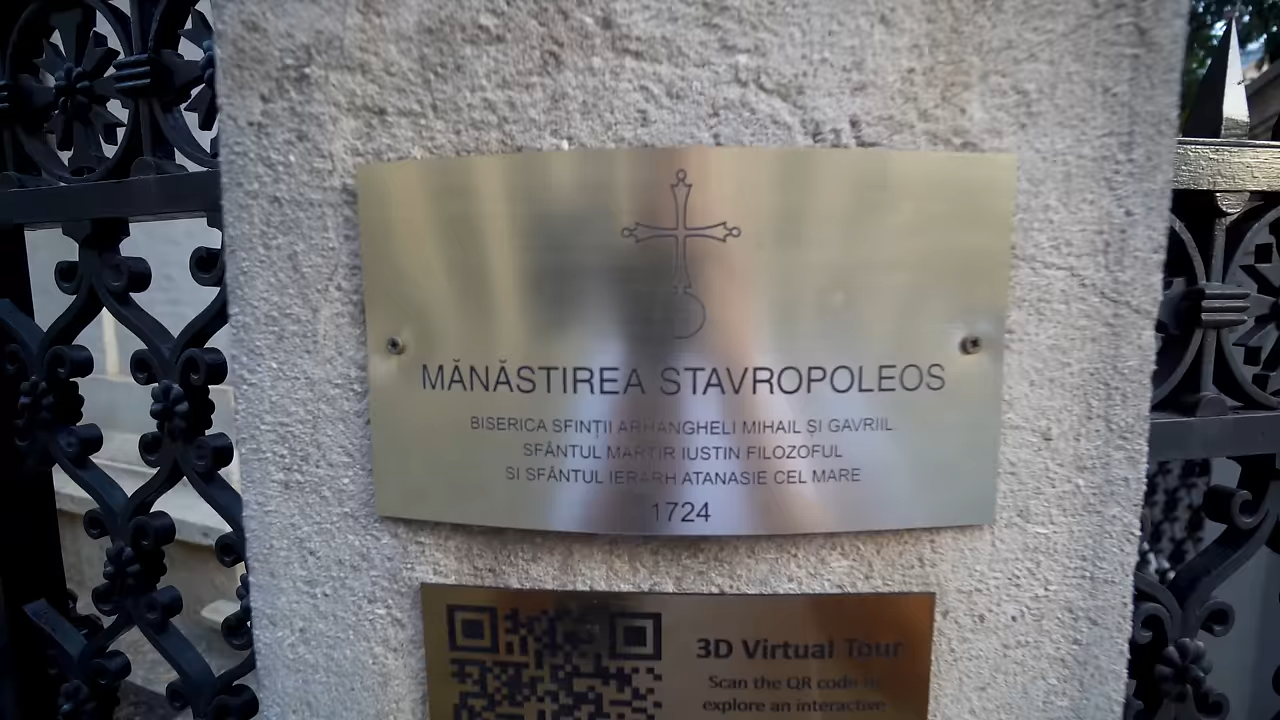 MĂNĂSTIREA STAVROPOLEOS
BISERICA SFINȚII ARHANGHELI MIHAIL ȘI GAVRIIL
SFÂNTUL MARTIR IUSTIN FILOZOFUL
ȘI SFÂNTUL IERARH ATANASIE CEL MARE
1724
3D Virtual Tour
Scan the QR code to
explore an interactive